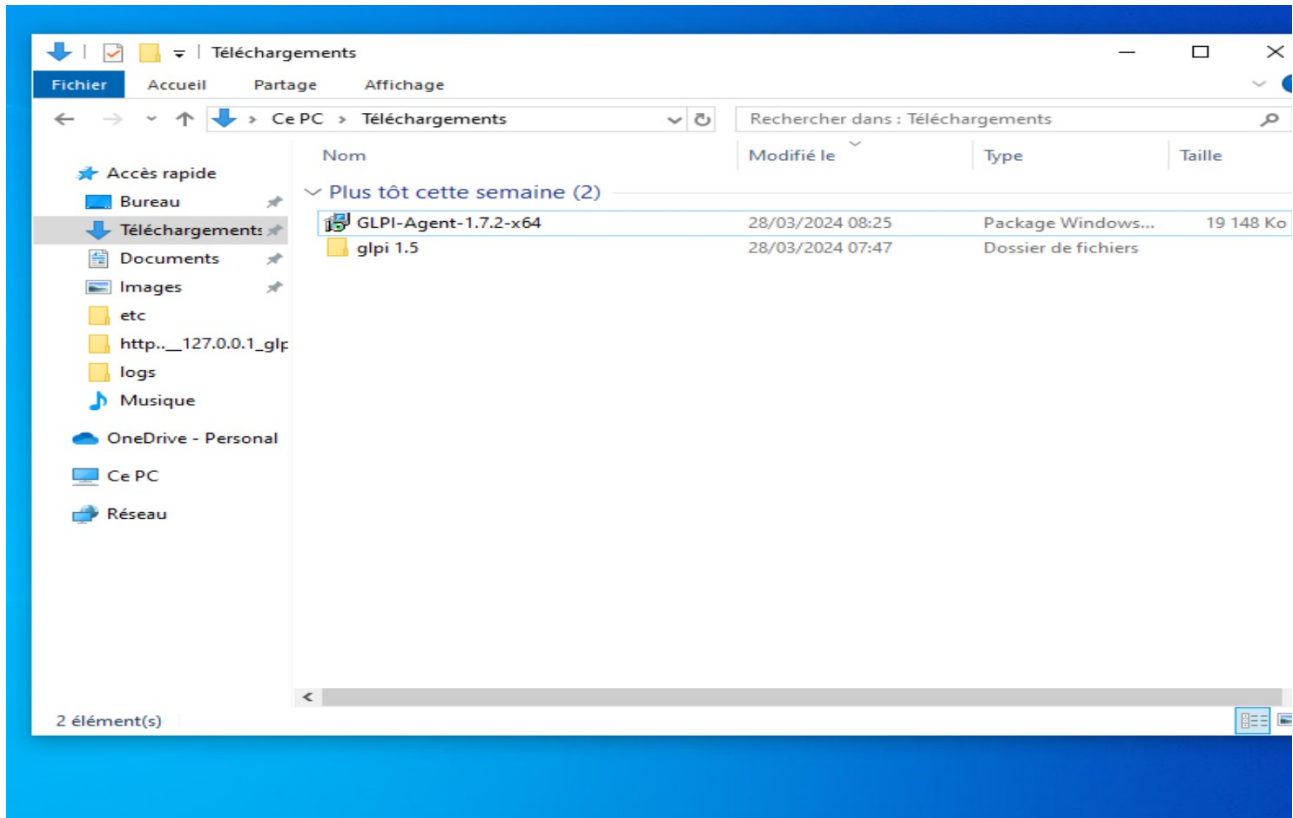 Téléchargements
Fichier Accueil Partage Affichage
Ce PC Téléchargements Rechercher dans : Téléchargements
Nom Modifié le Type Taille
Accès rapide
Plus tôt cette semaine (2)
Bureau
GLPI-Agent-1.7.2-x64 28/03/2024 08:25 Package Windows... 19 148 Ko
Téléchargements
glpi 1.5 28/03/2024 07:47 Dossier de fichiers
Documents
Images
etc
http..__127.0.0.1_glp
logs
Musique
OneDrive - Personal
Ce PC
Réseau
2 élément(s)